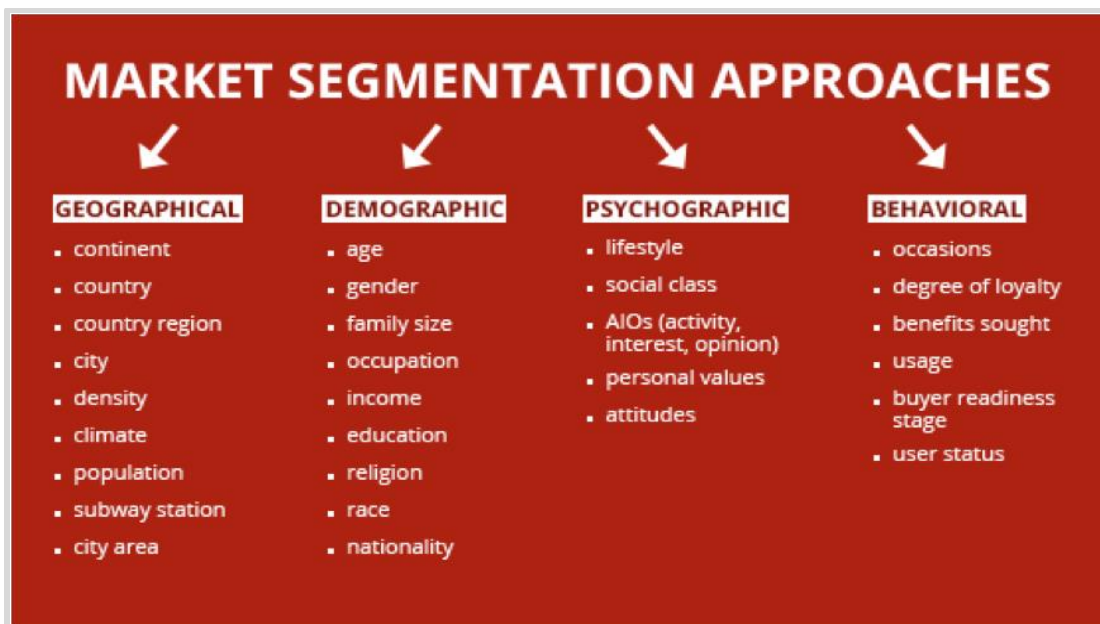 MARKET SEGMENTATION APPROACHES
GEOGRAPHICAL
▪ continent
▪ country
▪ country region
▪ city
▪ density
▪ climate
▪ population
▪ subway station
▪ city area
DEMOGRAPHIC
▪ age
▪ gender
▪ family size
▪ occupation
▪ income
▪ education
▪ religion
▪ race
▪ nationality
PSYCHOGRAPHIC
▪ lifestyle
▪ social class
▪ AIOs (activity,
interest, opinion)
▪ personal values
▪ attitudes
BEHAVIORAL
▪ occasions
▪ degree of loyalty
▪ benefits sought
▪ usage
▪ buyer readiness
stage
▪ user status